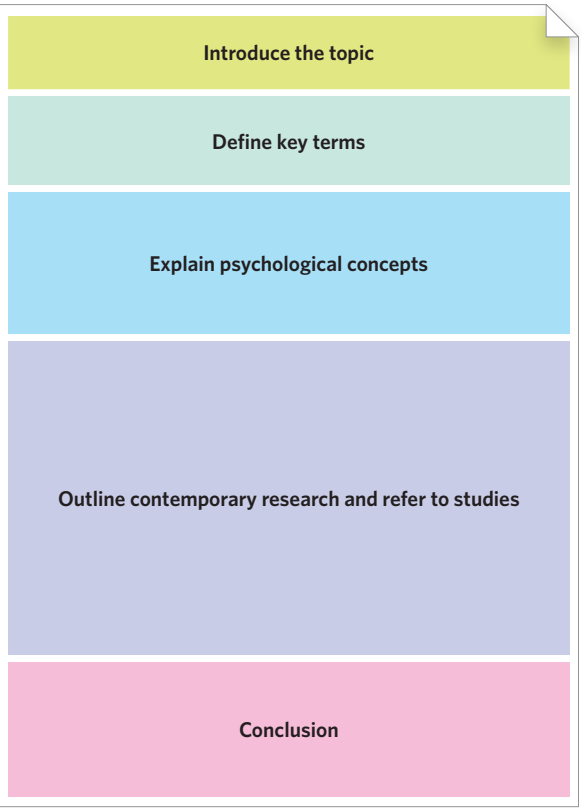 Introduce the topic
Define key terms
Explain psychological concepts
Outline contemporary research and refer to studies
Conclusion